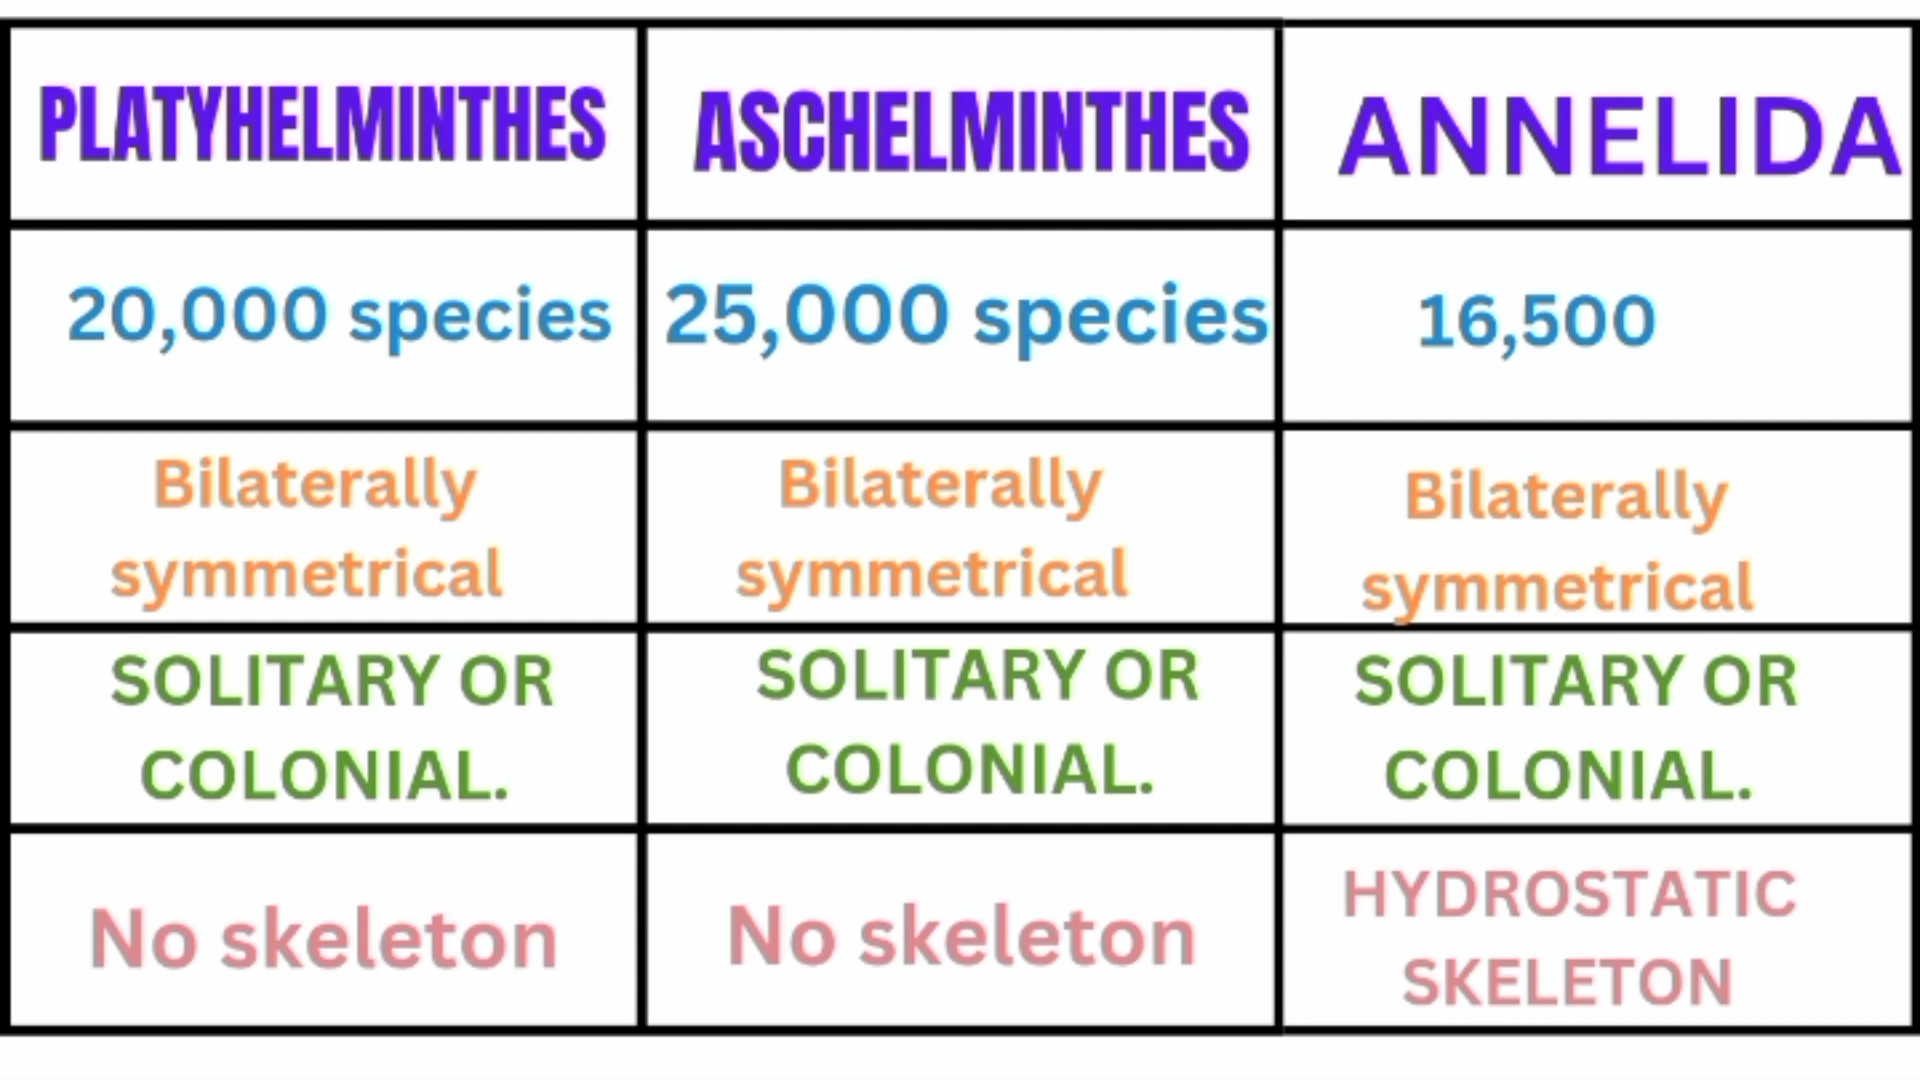 PLATYHELMINTHES
ASCHELMINTHES
ANNELIDA
20,000 species
25,000 species
16,500
Bilaterally
symmetrical
Bilaterally
symmetrical
Bilaterally
symmetrical
SOLITARY OR
COLONIAL.
SOLITARY OR
COLONIAL.
SOLITARY OR
COLONIAL.
No skeleton
No skeleton
HYDROSTATIC
SKELETON